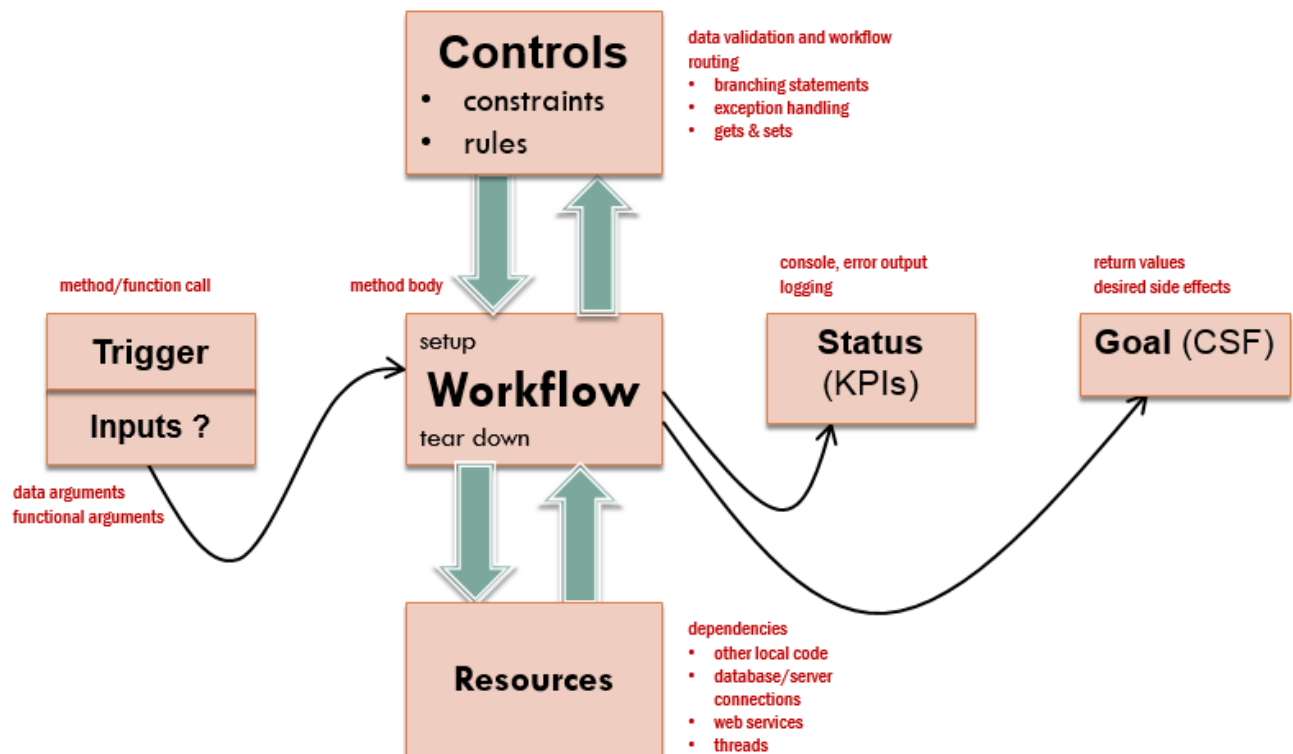 Controls
• constraints
• rules
data validation and workflow
routing
• branching statements
• exception handling
• gets & sets
method/function call
Trigger
Inputs ?
data arguments
functional arguments
method body
setup
Workflow
tear down
console, error output
logging
Status
(KPIs)
return values
desired side effects
Goal (CSF)
Resources
dependencies
• other local code
• database/server
connections
• web services
• threads